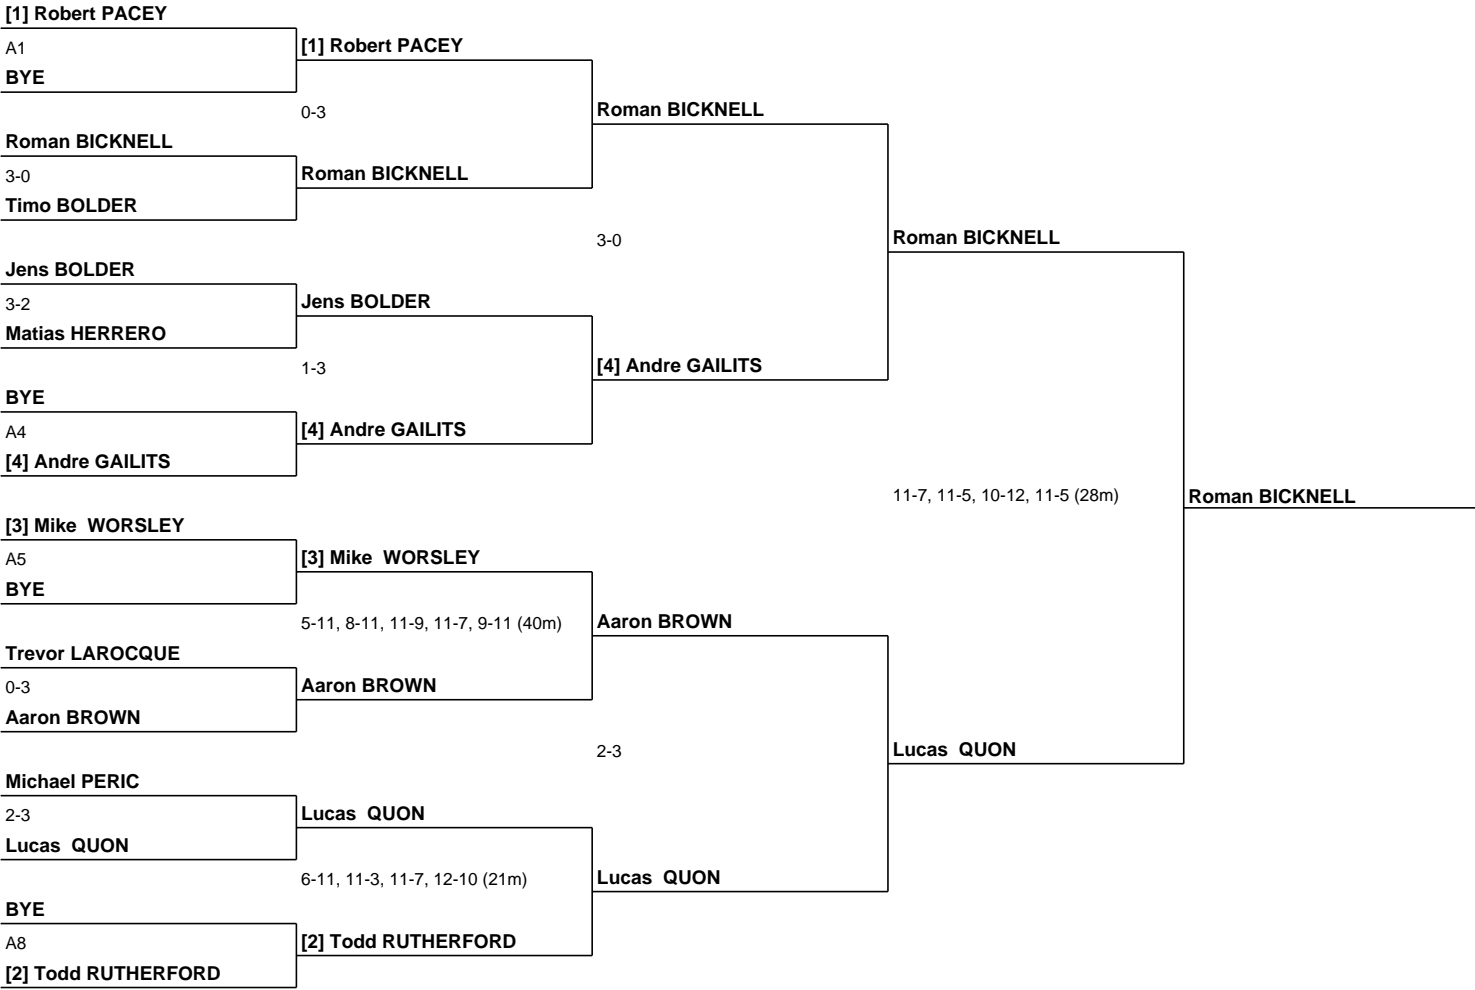 [1] Robert PACEY
A1
BYE
[1] Robert PACEY
0-3
Roman BICKNELL
3-0
Timo BOLDER
Roman BICKNELL
Roman BICKNELL
Jens BOLDER
3-2
Matias HERRERO
Jens BOLDER
1-3
BYE
A4
[4] Andre GAILITS
[4] Andre GAILITS
[4] Andre GAILITS
3-0
Roman BICKNELL
[3] Mike  WORSLEY
A5
BYE
[3] Mike  WORSLEY
5-11, 8-11, 11-9, 11-7, 9-11 (40m)
Trevor LAROCQUE
0-3
Aaron BROWN
Aaron BROWN
Aaron BROWN
Michael PERIC
2-3
Lucas  QUON
Lucas  QUON
6-11, 11-3, 11-7, 12-10 (21m)
BYE
A8
[2] Todd RUTHERFORD
[2] Todd RUTHERFORD
Lucas  QUON
2-3
Lucas  QUON
11-7, 11-5, 10-12, 11-5 (28m)
Roman BICKNELL